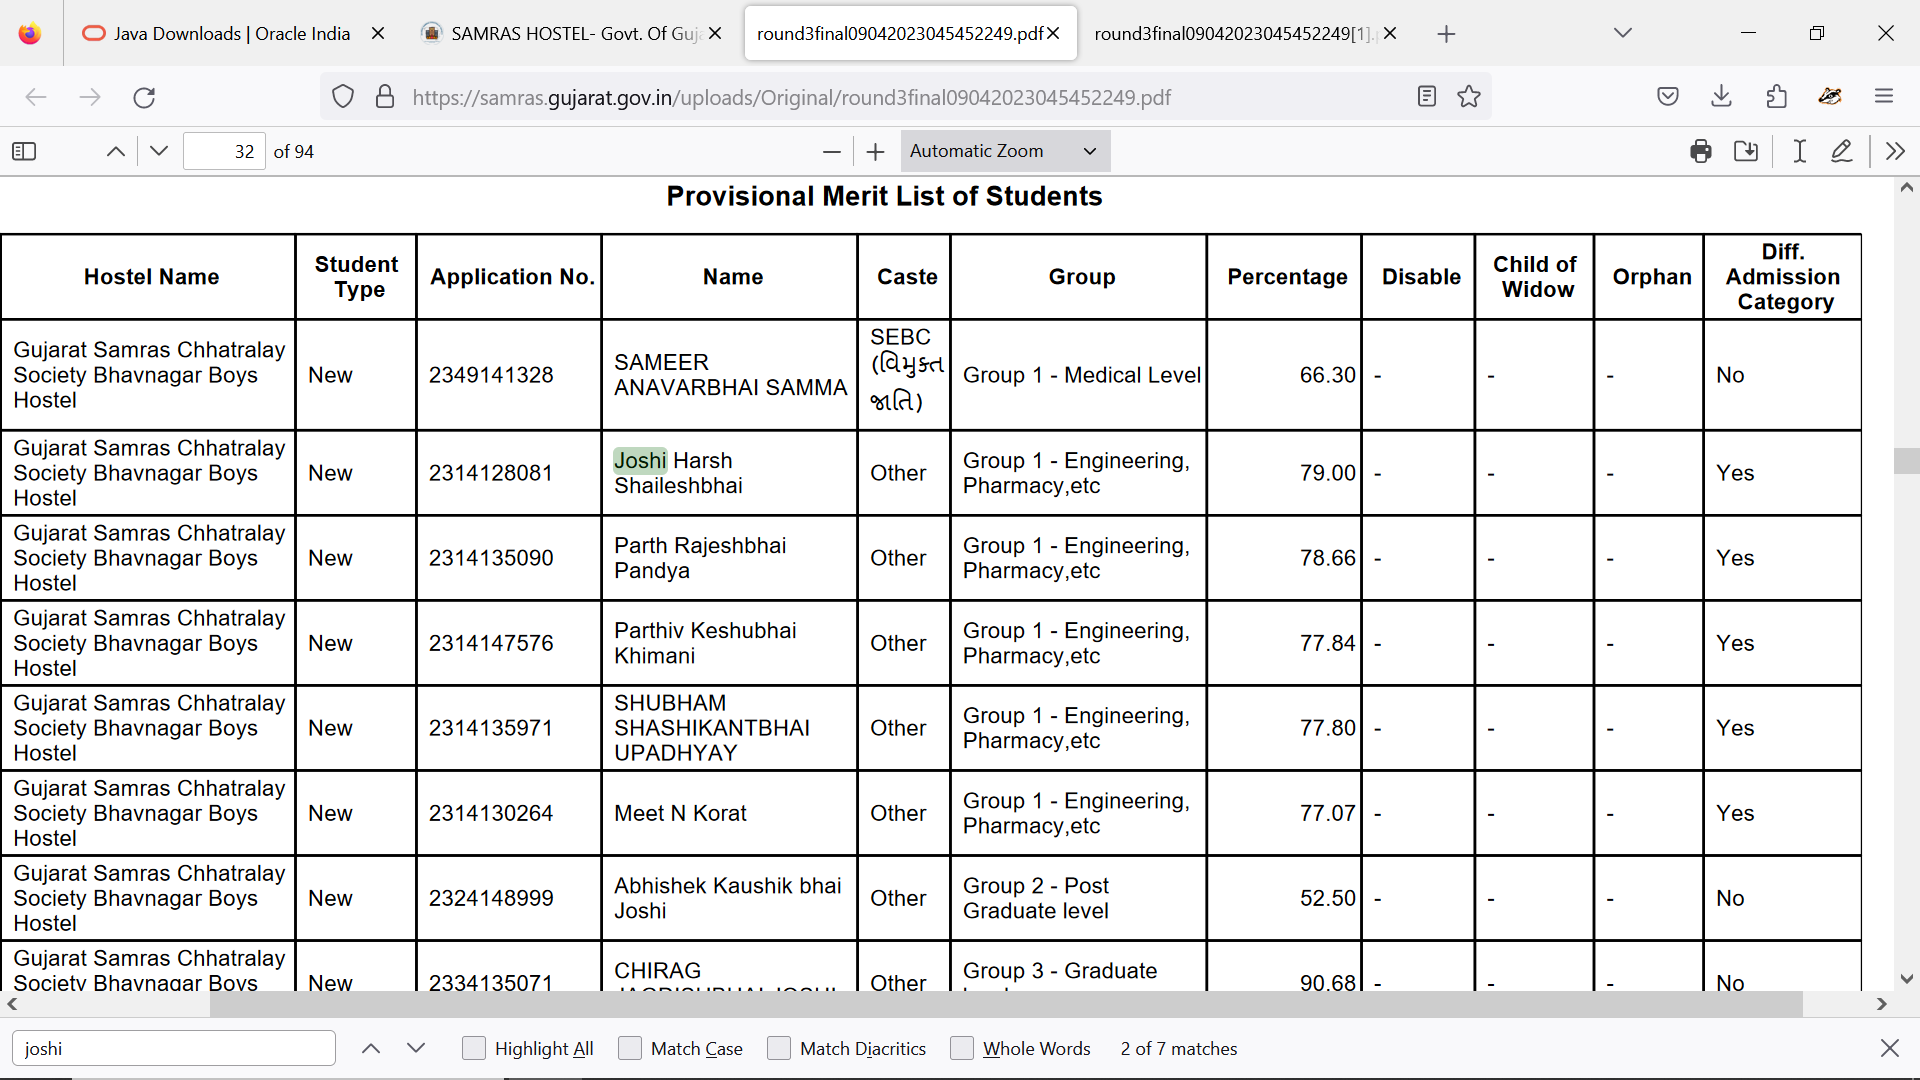 Java Downloads | Oracle India
SAMRAS HOSTEL- Govt. Of Guj
round3final09042023045452249.pdf
round3final09042023045452249[1].
https://samras.gujarat.gov.in/uploads/Original/round3final09042023045452249.pdf
32 of 94
Automatic Zoom
Provisional Merit List of Students
Hostel Name
Student
Type
Application No.
Name
Caste
Group
Percentage
Disable
Child of
Widow
Orphan
Diff.
Admission
Category
Gujarat Samras Chhatralay
Society Bhavnagar Boys
Hostel
New
2349141328
SAMEER
ANAVARBHAI SAMMA
SEBC
(વિમુક્ત
જાતિ)
Group 1 - Medical Level
66.30
-
-
-
No
Gujarat Samras Chhatralay
Society Bhavnagar Boys
Hostel
New
2314128081
Joshi Harsh
Shaileshbhai
Other
Group 1 - Engineering,
Pharmacy,etc
79.00
-
-
-
Yes
Gujarat Samras Chhatralay
Society Bhavnagar Boys
Hostel
New
2314135090
Parth Rajeshbhai
Pandya
Other
Group 1 - Engineering,
Pharmacy,etc
78.66
-
-
-
Yes
Gujarat Samras Chhatralay
Society Bhavnagar Boys
Hostel
New
2314147576
Parthiv Keshubhai
Khimani
Other
Group 1 - Engineering,
Pharmacy,etc
77.84
-
-
-
Yes
Gujarat Samras Chhatralay
Society Bhavnagar Boys
Hostel
New
2314135971
SHUBHAM
SHASHIKANTBHAI
UPADHYAY
Other
Group 1 - Engineering,
Pharmacy,etc
77.80
-
-
-
Yes
Gujarat Samras Chhatralay
Society Bhavnagar Boys
Hostel
New
2314130264
Meet N Korat
Other
Group 1 - Engineering,
Pharmacy,etc
77.07
-
-
-
Yes
Gujarat Samras Chhatralay
Society Bhavnagar Boys
Hostel
New
2324148999
Abhishek Kaushik bhai
Joshi
Other
Group 2 - Post
Graduate level
52.50
-
-
-
No
Gujarat Samras Chhatralay
Society Bhavnagar Boys
New
2334135071
CHIRAG
Other
Group 3 - Graduate
90.68
-
-
-
No
joshi
Highlight All
Match Case
Match Diacritics
Whole Words
2 of 7 matches